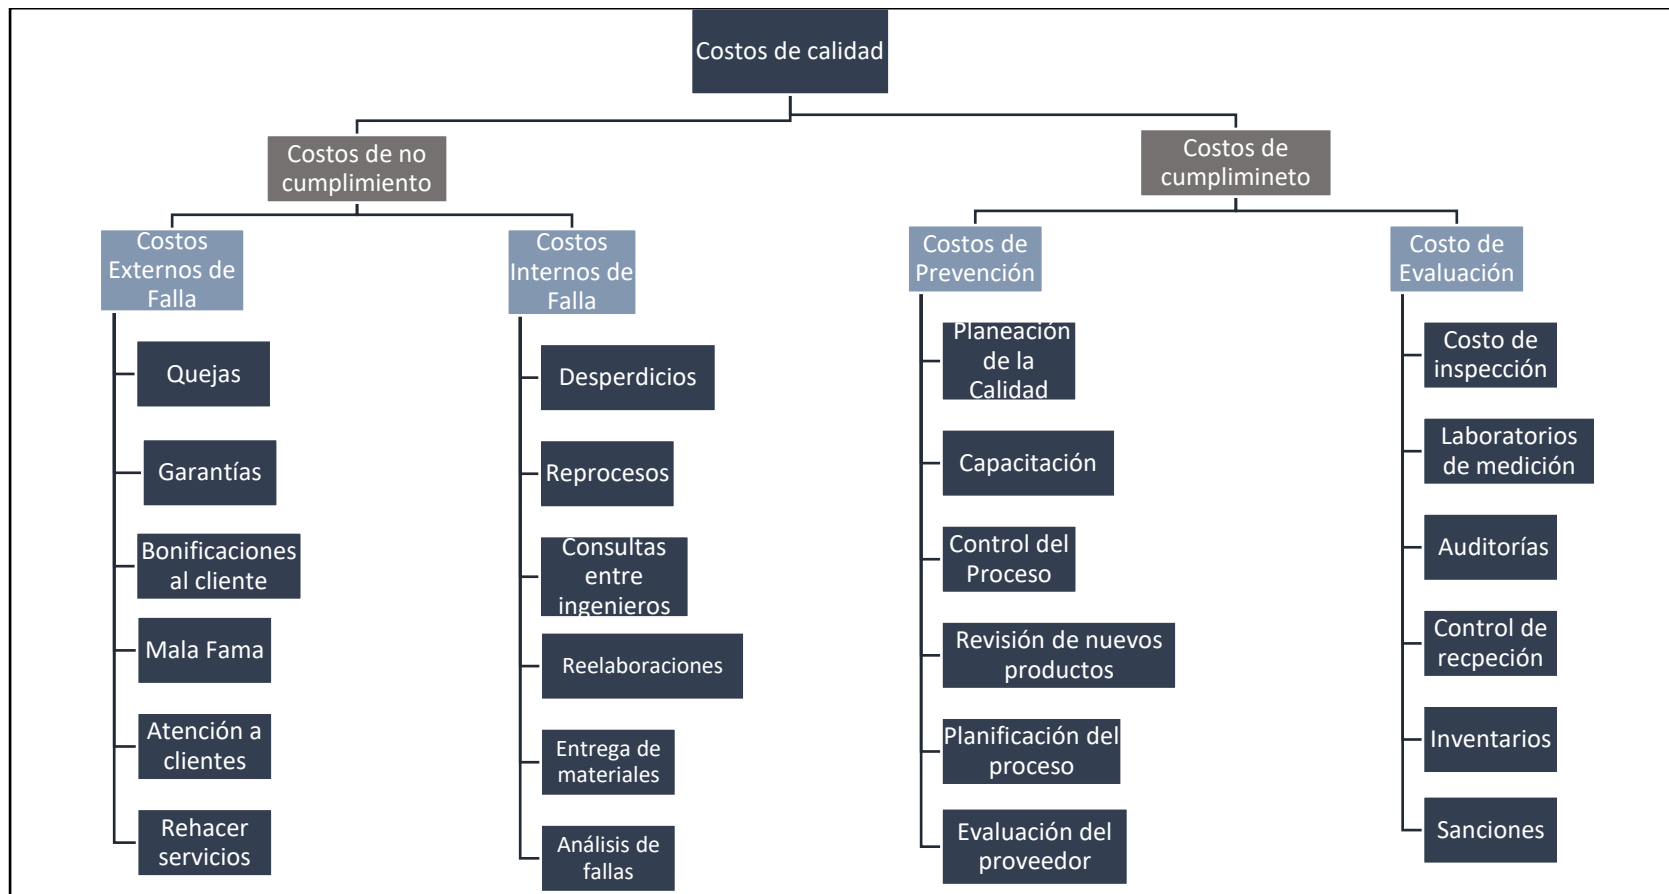 Costos de calidad
Costos de no
cumplimiento
Costos de
cumplimineto
Costos
Externos de
Falla
Quejas
Garantías
Bonificaciones
al cliente
Mala Fama
Atención a
clientes
Rehacer
servicios
Costos
Internos de
Falla
Desperdicios
Reprocesos
Consultas
entre
ingenieros
Reelaboraciones
Entrega de
materiales
Análisis de
fallas
Costos de
Prevención
Planeación
de la
Calidad
Capacitación
Control del
Proceso
Revisión de nuevos
productos
Planificación del
proceso
Evaluación del
proveedor
Costo de
Evaluación
Costo de
inspección
Laboratorios
de medición
Auditorías
Control de
recpeción
Inventarios
Sanciones